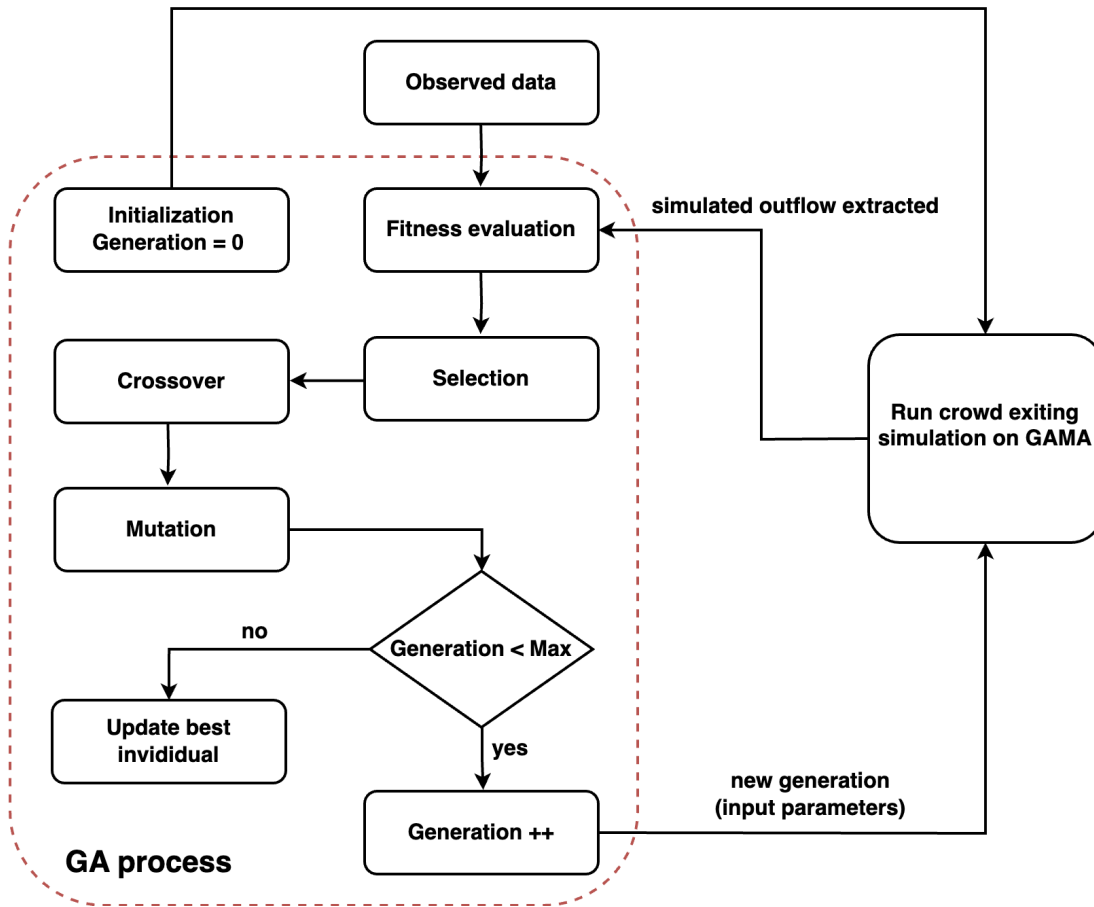 Observed data
Initialization
Generation = 0
Fitness evaluation
simulated outflow extracted
Crossover
Selection
Run crowd exiting
simulation on GAMA
Mutation
no
Generation < Max
Update best
invididual
yes
new generation
(input parameters)
Generation ++
GA process